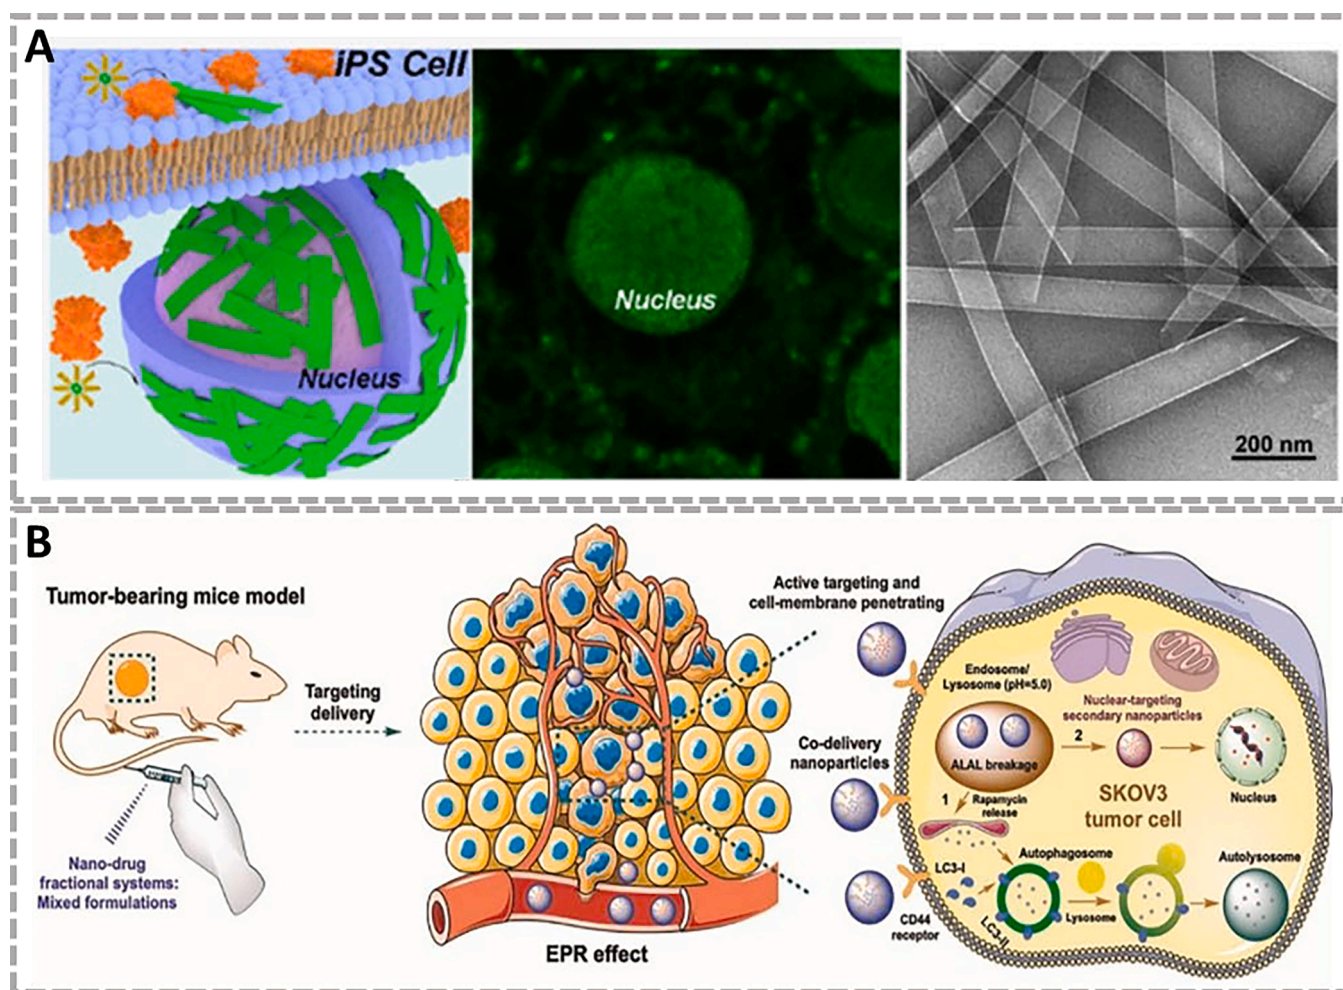 A
iPS Cell
Nucleus
Nucleus
200 nm
B
Tumor-bearing mice model
Nano-drug
fractional systems:
Mixed formulations
Targeting
delivery
EPR effect
Active targeting and
cell-membrane penetrating
Co-delivery
nanoparticles
CD44
receptor
Endosome/
Lysosome (pH=5.0)
ALAL breakage
Nuclear-targeting
secondary nanoparticles
2
Nucleus
1
Rapamycin
release
SKOV3
tumor cell
LC3-I
LC3-II
Autophagosome
Lysosome
Autolysosome